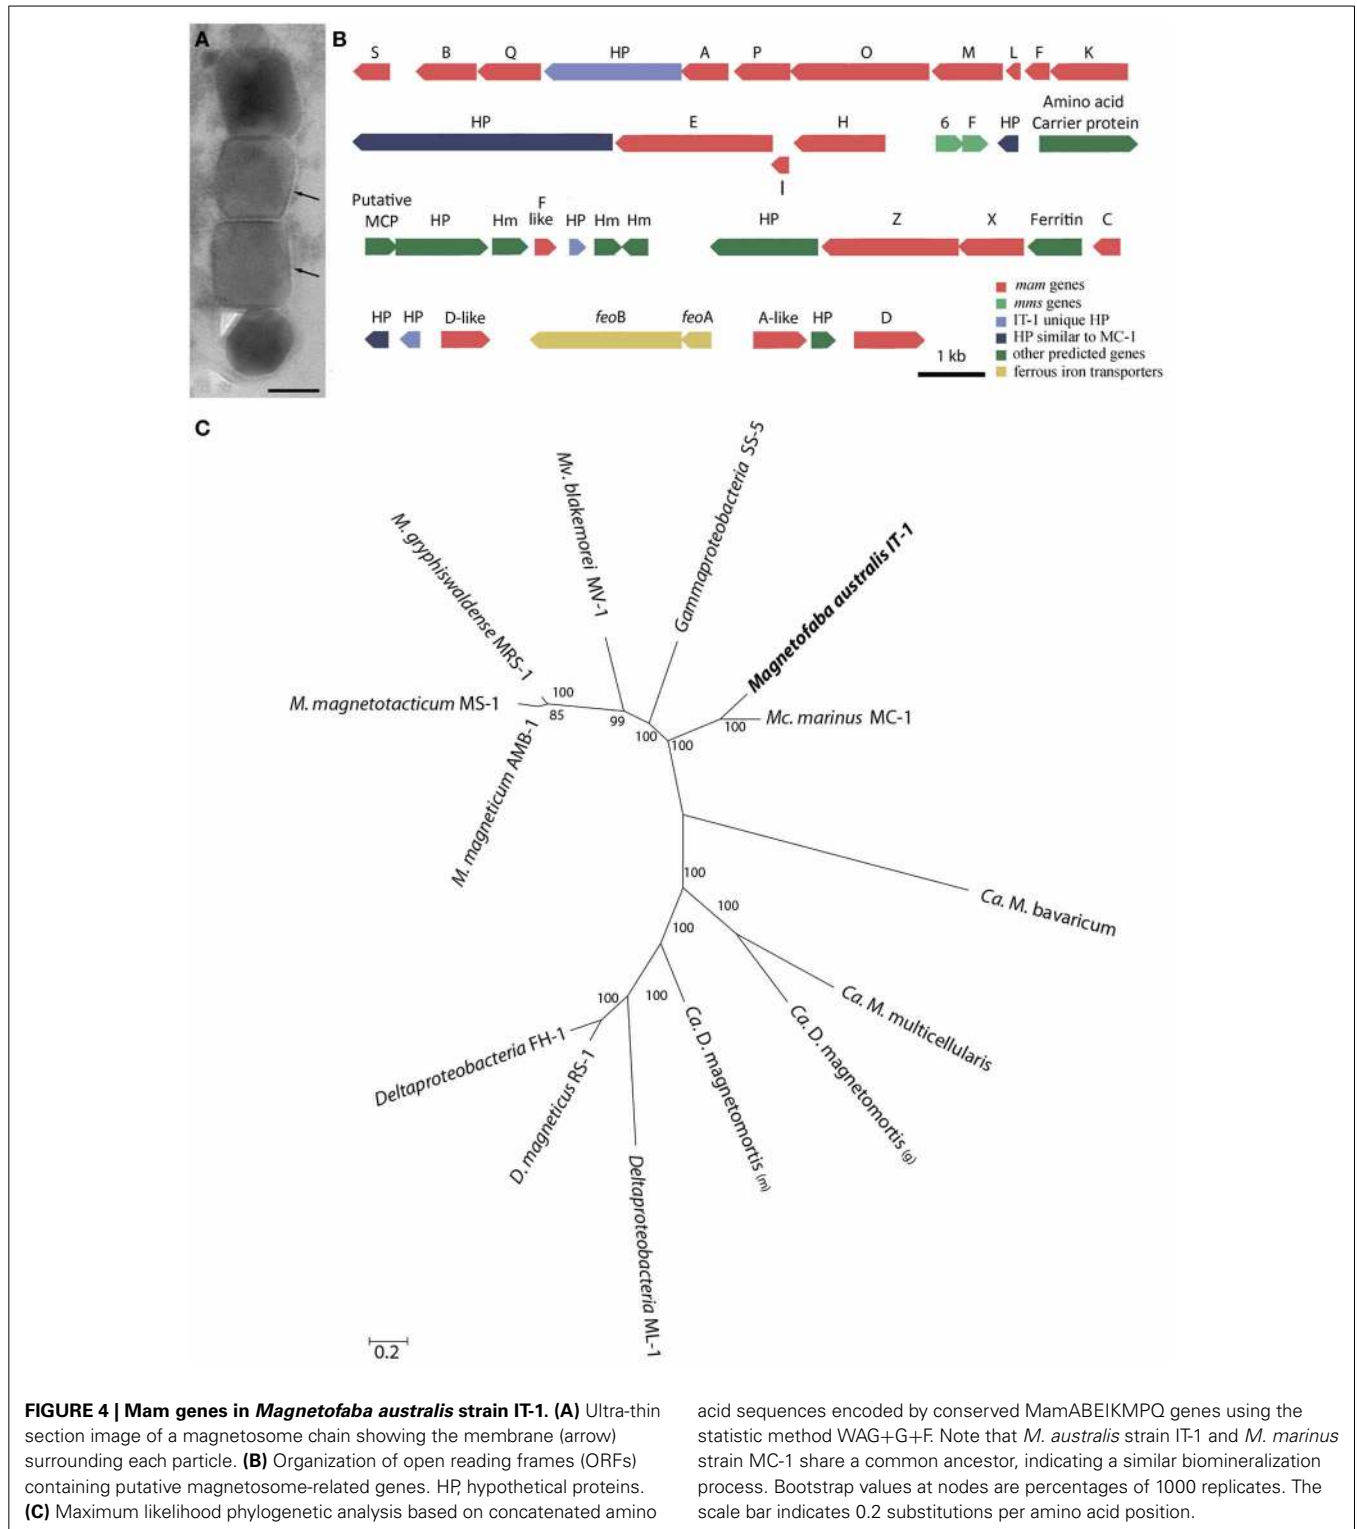 A
B
S B Q HP A P O M L F K
Amino acid
HP E H 6 F HP Carrier protein
I
Putative F
MCP HP Hm like HP Hm Hm HP Z X Ferritin C
mam genes
mms genes
IT-1 unique HP
HP similar to MC-1
other predicted genes
ferrous iron transporters
HP HP D-like feoB feoA A-like HP D
1 kb
C
M. gryphiswaldense MRS-1
Mv. blakemorei MV-1
Gammaproteobacteria SS-5
Magnetofaba australis IT-1
M. magnetotacticum MS-1
Mc. marinus MC-1
M. magneticum AMB-1
100
85
99
100
100
100
Ca. M. bavaricum
100
100
100
Ca. M. multicellularis
Ca. D. magnetomortis (g)
100
100
Ca. D. magnetomortis (m)
Deltaproteobacteria FH-1
D. magneticus RS-1
Deltaproteobacteria ML-1
0.2
FIGURE 4 | Mam genes in Magnetofaba australis strain IT-1. (A) Ultra-thin
section image of a magnetosome chain showing the membrane (arrow)
surrounding each particle. (B) Organization of open reading frames (ORFs)
containing putative magnetosome-related genes. HP, hypothetical proteins.
(C) Maximum likelihood phylogenetic analysis based on concatenated amino
acid sequences encoded by conserved MamABEIKMPQ genes using the
statistic method WAG+G+F. Note that M. australis strain IT-1 and M. marinus
strain MC-1 share a common ancestor, indicating a similar biomineralization
process. Bootstrap values at nodes are percentages of 1000 replicates. The
scale bar indicates 0.2 substitutions per amino acid position.